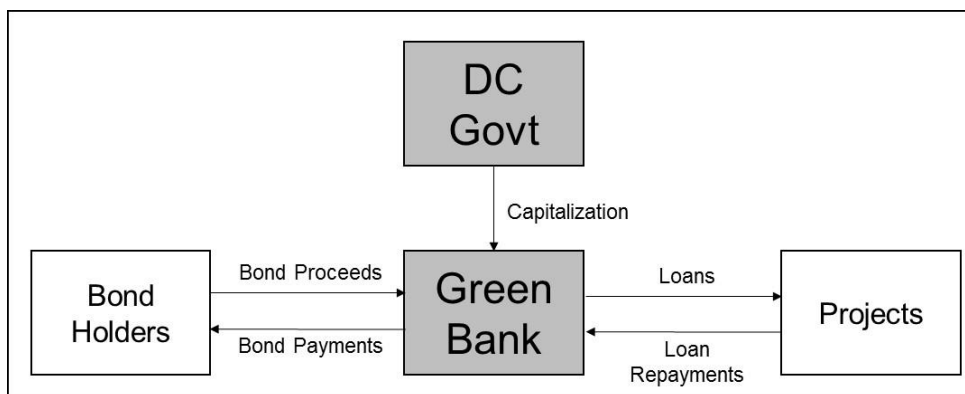 DC
Govt
Capitalization
Bond
Holders
Bond Proceeds
Bond Payments
Green
Bank
Loans
Loan
Repayments
Projects